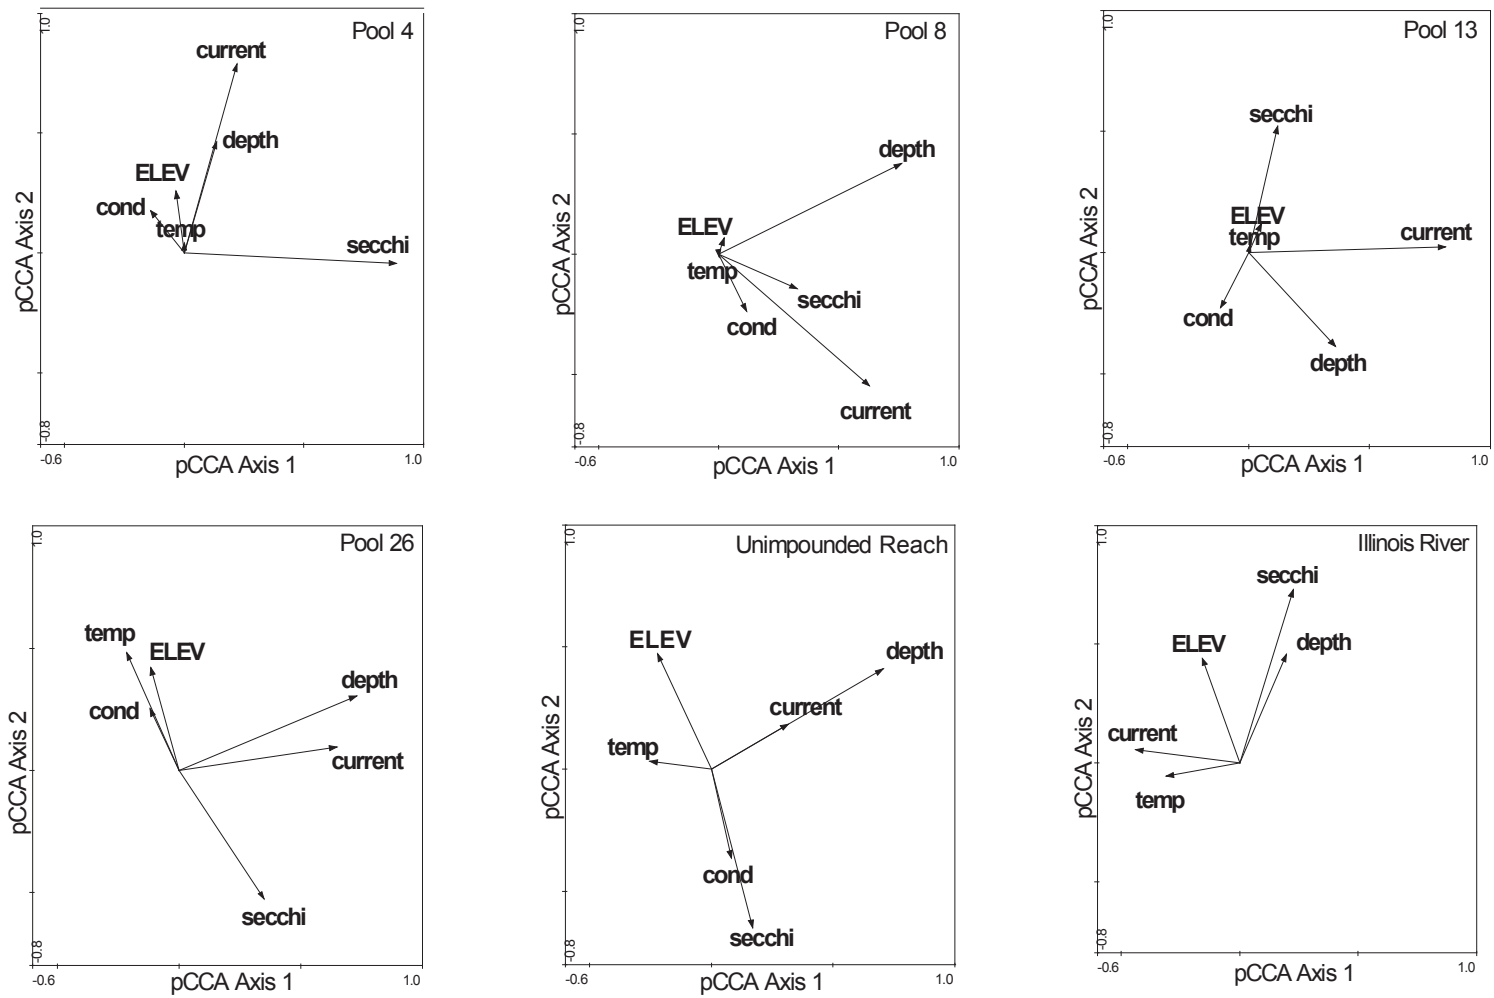 Pool 4
1.0
current
depth
ELEV
cond
temp
secchi
pCCA Axis 2
-0.8
-0.6
pCCA Axis 1
1.0
Pool 8
1.0
depth
ELEV
temp
secchi
cond
current
pCCA Axis 2
-0.8
-0.6
pCCA Axis 1
1.0
Pool 13
1.0
secchi
ELEV
temp
current
cond
depth
pCCA Axis 2
-0.8
-0.6
pCCA Axis 1
1.0
Pool 26
1.0
temp
ELEV
depth
cond
current
secchi
pCCA Axis 2
-0.8
-0.6
pCCA Axis 1
1.0
Unimpounded Reach
1.0
ELEV
depth
current
temp
cond
secchi
pCCA Axis 2
-0.8
-0.6
pCCA Axis 1
1.0
Illinois River
1.0
secchi
ELEV
depth
current
temp
pCCA Axis 2
-0.8
-0.6
pCCA Axis 1
1.0